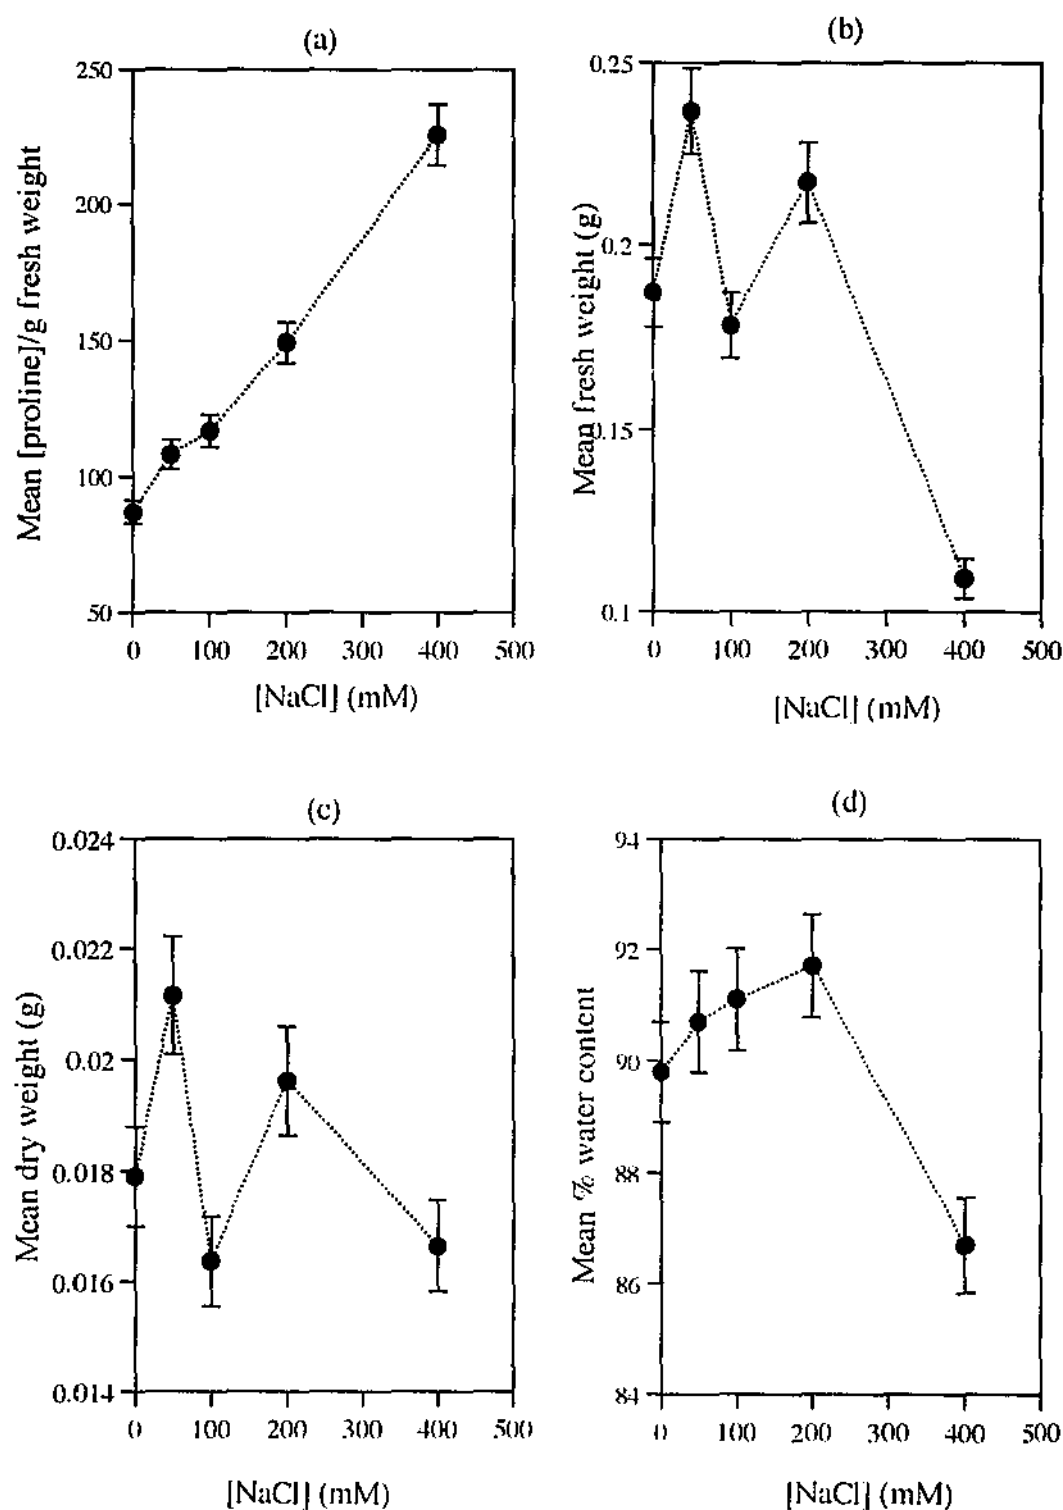 (a)
250
200
150
100
50
Mean [proline]/g fresh weight
0 100 200 300 400 500
[NaCl] (mM)
(b)
0.25
0.2
0.15
0.1
Mean fresh weight (g)
0 100 200 300 400 500
[NaCl] (mM)
(c)
0.024
0.022
0.02
0.018
0.016
0.014
Mean dry weight (g)
0 100 200 300 400 500
[NaCl] (mM)
(d)
94
92
90
88
86
84
Mean % water content
0 100 200 300 400 500
[NaCl] (mM)